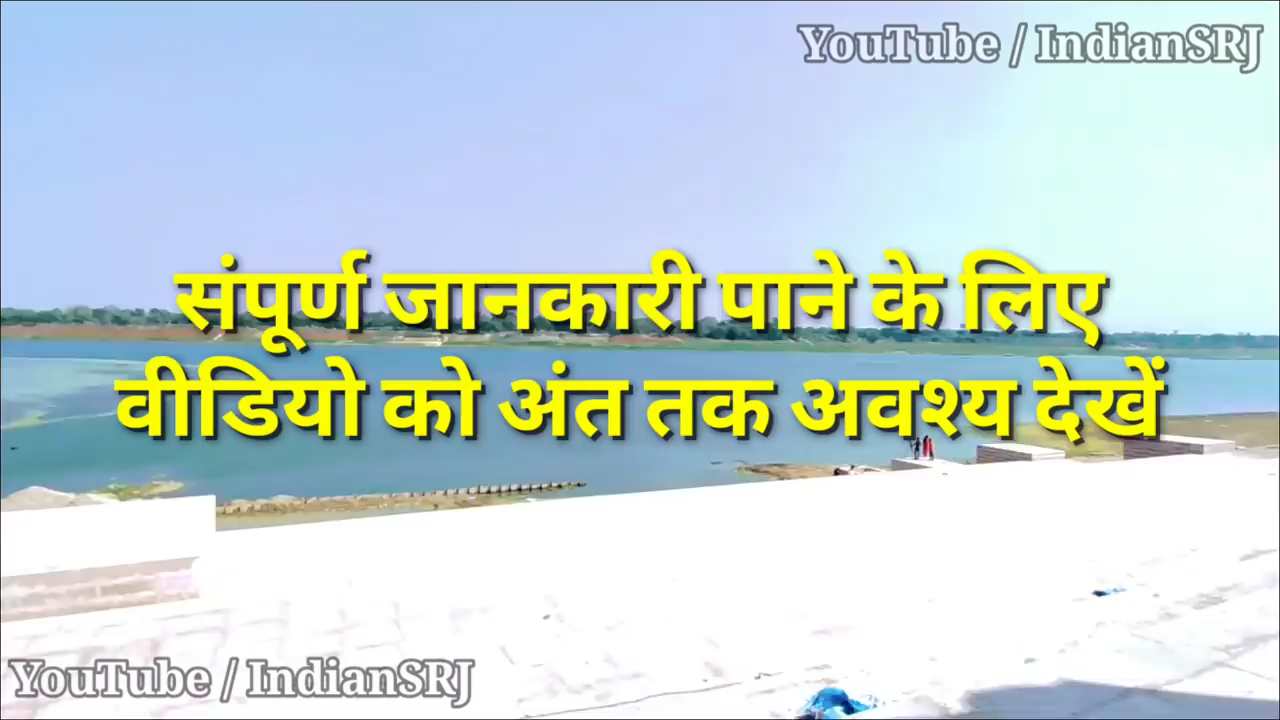 YouTube / IndianSRJ
संपूर्ण जानकारी पाने के लिए
वीडियो को अंत तक अवश्य देखें
YouTube / IndianSRJ